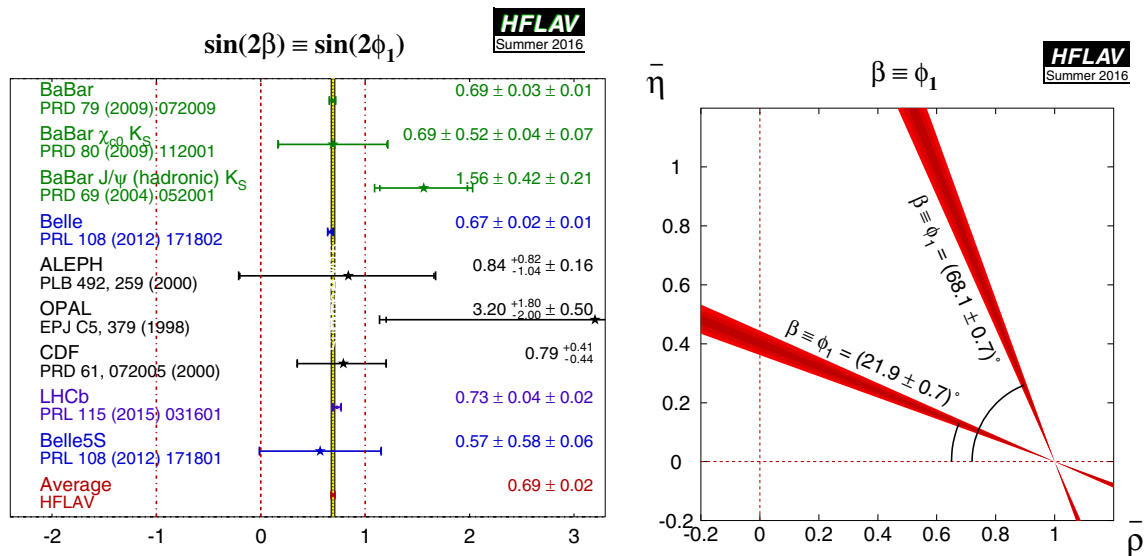 sin(2β) ≡ sin(2ϕ1)
HFLAV
Summer 2016
BaBar
PRD 79 (2009) 072009
0.69 ± 0.03 ± 0.01
BaBar χc0 KS
PRD 80 (2009) 112001
0.69 ± 0.52 ± 0.04 ± 0.07
BaBar J/ψ (hadronic) KS
PRD 69 (2004) 052001
1.56 ± 0.42 ± 0.21
Belle
PRL 108 (2012) 171802
0.67 ± 0.02 ± 0.01
ALEPH
PLB 492, 259 (2000)
0.84 +0.82 -1.04 ± 0.16
OPAL
EPJ C5, 379 (1998)
3.20 +1.80 -2.00 ± 0.50
CDF
PRD 61, 072005 (2000)
0.79 +0.41 -0.44
LHCb
PRL 115 (2015) 031601
0.73 ± 0.04 ± 0.02
Belle5S
PRL 108 (2012) 171801
0.57 ± 0.58 ± 0.06
Average
HFLAV
0.69 ± 0.02
-2 -1 0 1 2 3
η̄
β ≡ ϕ1
HFLAV
Summer 2016
1
0.8
0.6
0.4
0.2
0
-0.2
β ≡ ϕ1 = (68.1 ± 0.7)°
β ≡ ϕ1 = (21.9 ± 0.7)°
-0.2 0 0.2 0.4 0.6 0.8 1
ρ̄